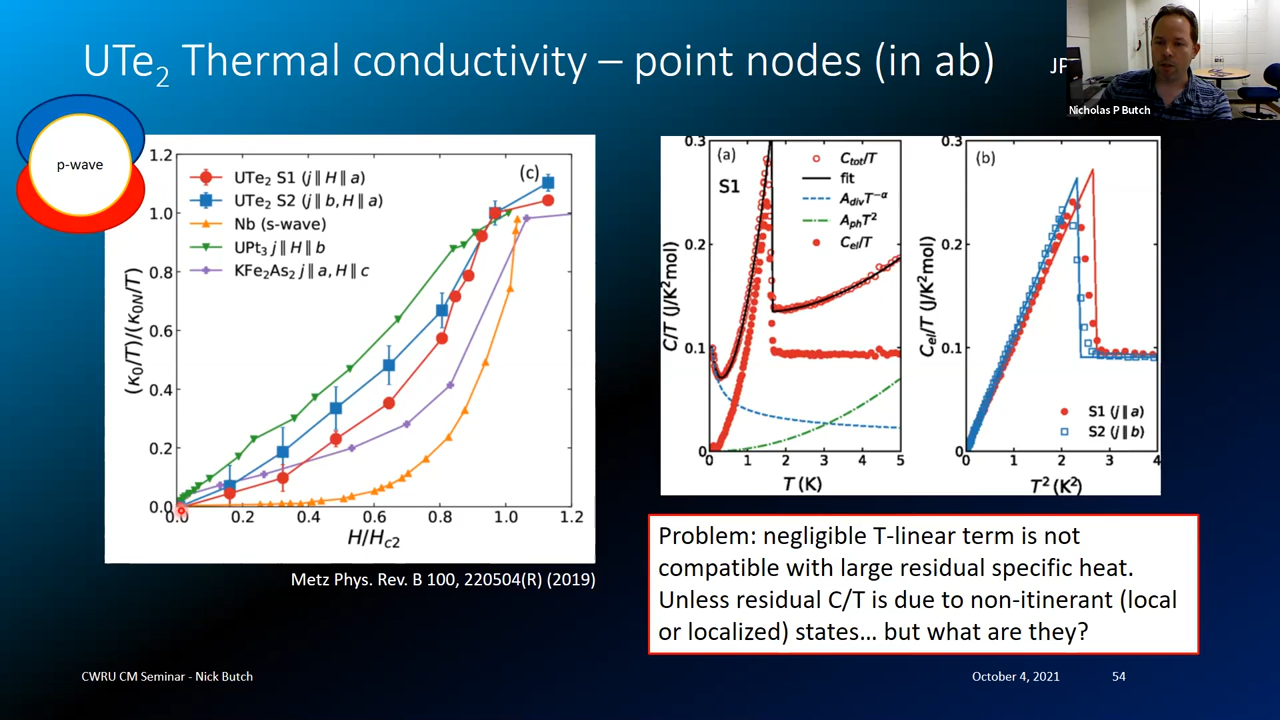 UTe₂ Thermal conductivity – point nodes (in ab)
JP
Nicholas P Butch
p-wave
(c)
UTe₂ S1 (j ∥ H ∥ a)
UTe₂ S2 (j ∥ b, H ∥ a)
Nb (s-wave)
UPt₃ j ∥ H ∥ b
KFe₂As₂ j ∥ a, H ∥ c
(κ₀/T)/(κ₀N/T)
1.2
1.0
0.8
0.6
0.4
0.2
0.0
0.0 0.2 0.4 0.6 0.8 1.0 1.2
H/Hc2
Metz Phys. Rev. B 100, 220504(R) (2019)
(a)
S1
Ctot/T
fit
AdivT⁻ᵅ
AphT²
Cel/T
C/T (J/K²mol)
0.3
0.2
0.1
0 1 2 3 4 5
T (K)
(b)
Cel/T (J/K²mol)
0.3
0.2
0.1
0
S1 (j ∥ a)
S2 (j ∥ b)
0 1 2 3 4
T² (K²)
Problem: negligible T-linear term is not
compatible with large residual specific heat.
Unless residual C/T is due to non-itinerant (local
or localized) states… but what are they?
CWRU CM Seminar - Nick Butch
October 4, 2021
54